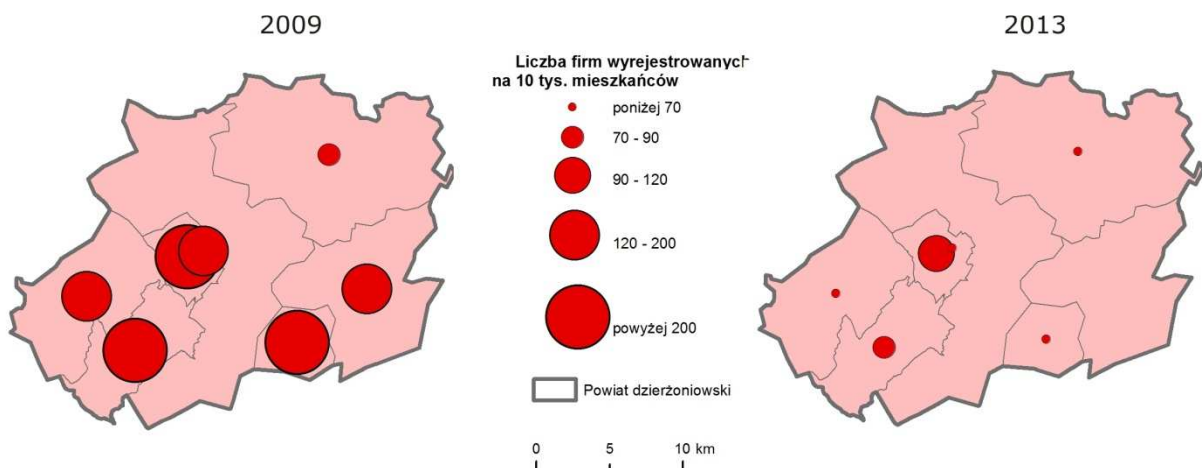 2009
2013
Liczba firm wyrejestrowanych
na 10 tys. mieszkańców
poniżej 70
70 - 90
90 - 120
120 - 200
powyżej 200
Powiat dzierżoniowski
0 5 10 km